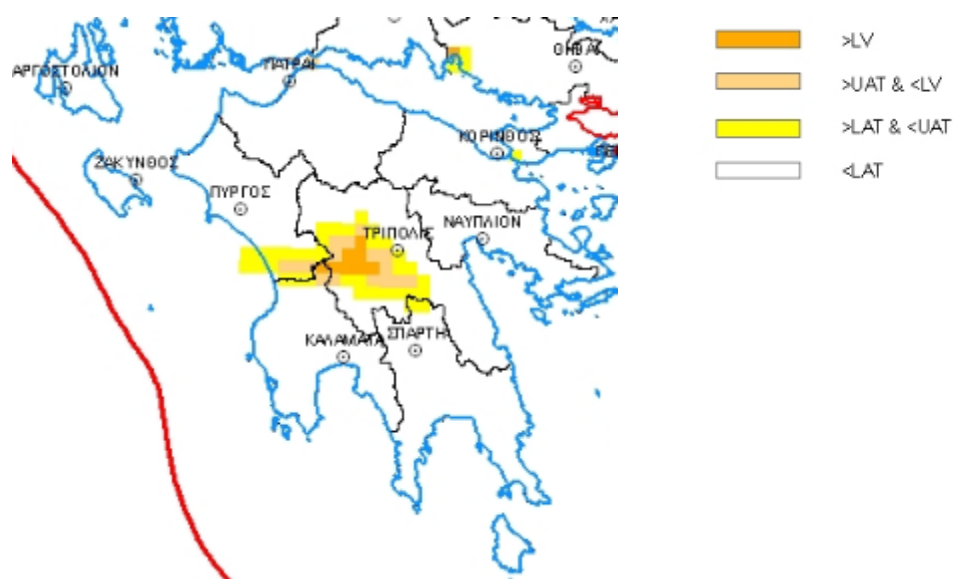 ΘΗΒΑΙ
ΠΑΤΡΑΙ
ΑΡΓΟΣΤΟΛΙΟΝ
ΚΟΡΙΝΘΟΣ
ΖΑΚΥΝΘΟΣ
ΠΥΡΓΟΣ
ΝΑΥΠΛΙΟΝ
ΤΡΙΠΟΛΙΣ
ΚΑΛΑΜΑΤΑ
ΣΠΑΡΤΗ
>LV
>UAT & <LV
>LAT & <UAT
<LAT